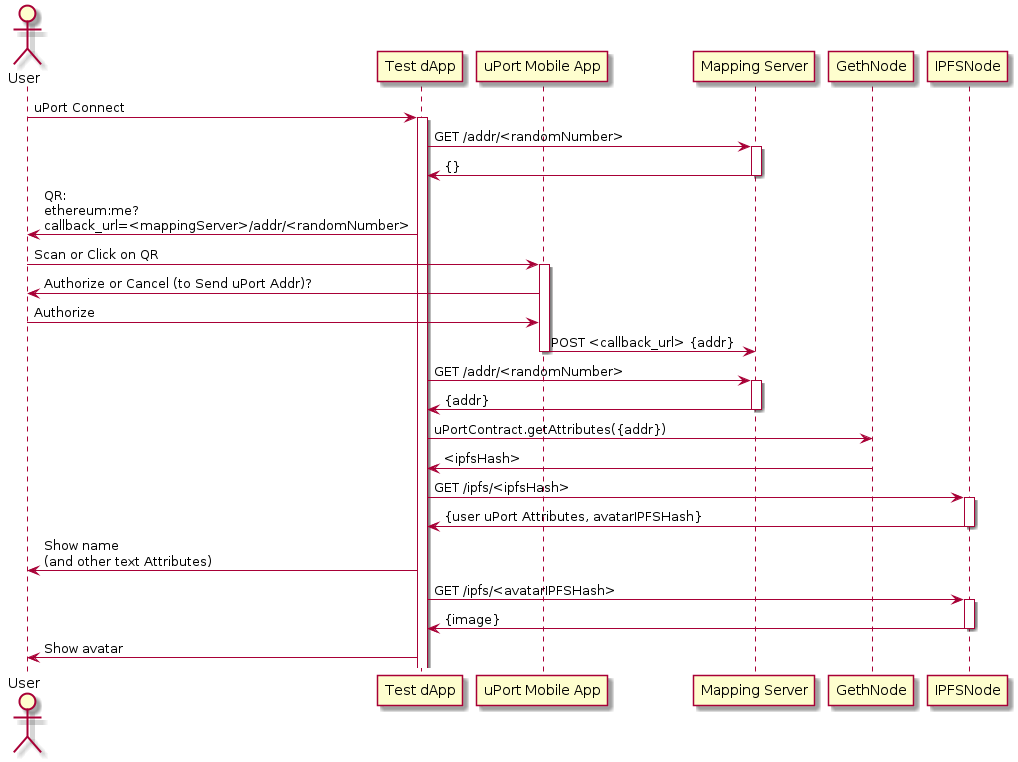 User
Test dApp
uPort Mobile App
Mapping Server
GethNode
IPFSNode
uPort Connect
GET /addr/<randomNumber>
{}
QR:
ethereum:me?
callback_url=<mappingServer>/addr/<randomNumber>
Scan or Click on QR
Authorize or Cancel (to Send uPort Addr)?
Authorize
POST <callback_url> {addr}
GET /addr/<randomNumber>
{addr}
uPortContract.getAttributes({addr})
<ipfsHash>
GET /ipfs/<ipfsHash>
{user uPort Attributes, avatarIPFSHash}
Show name
(and other text Attributes)
GET /ipfs/<avatarIPFSHash>
{image}
Show avatar
User
Test dApp
uPort Mobile App
Mapping Server
GethNode
IPFSNode